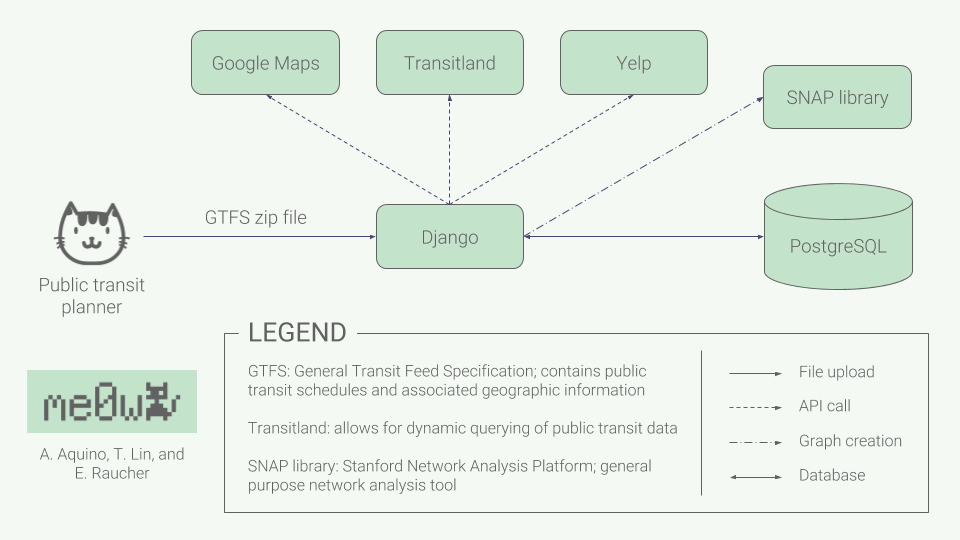 Google Maps
Transitland
Yelp
SNAP library
GTFS zip file
Django
PostgreSQL
Public transit
planner
LEGEND
GTFS: General Transit Feed Specification; contains public
transit schedules and associated geographic information
Transitland: allows for dynamic querying of public transit data
SNAP library: Stanford Network Analysis Platform; general
purpose network analysis tool
File upload
API call
Graph creation
Database
me0w
A. Aquino, T. Lin, and
E. Raucher